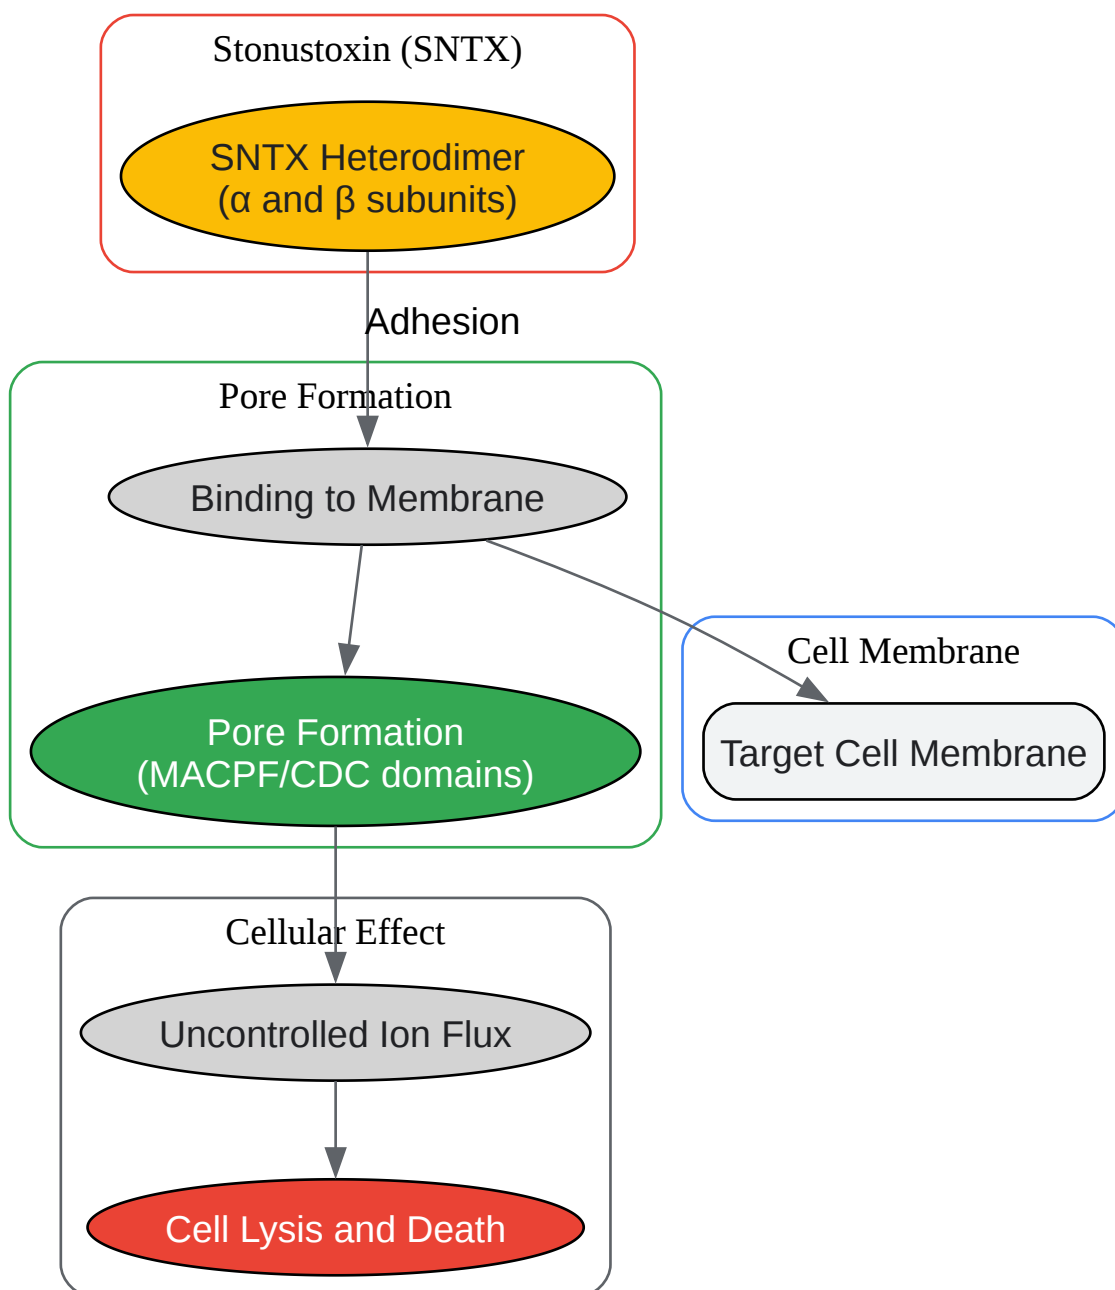 Stonustoxin (SNTX)
SNTX Heterodimer
(α and β subunits)
Adhesion
Pore Formation
Binding to Membrane
Cell Membrane
Pore Formation
(MACPF/CDC domains)
Target Cell Membrane
Cellular Effect
Uncontrolled Ion Flux
Cell Lysis and Death